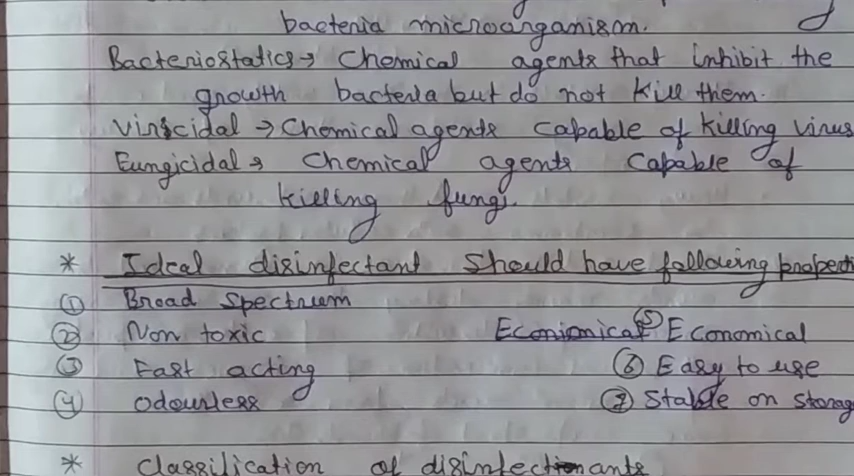 bacteria microorganism.
Bacteriostatics → Chemical agents that inhibit the
growth bacteria but do not kill them.
Viricidal → Chemical agents capable of killing virus
Fungicidal → Chemical agents capable of
killing fungi.
* Ideal disinfectant should have following properti
① Broad spectrum
② Non toxic
③ Fast acting
④ Odourless
Econiomical ⑤ Economical
⑥ Easy to use
⑦ Stable on storag
* Classification of disinfectionants